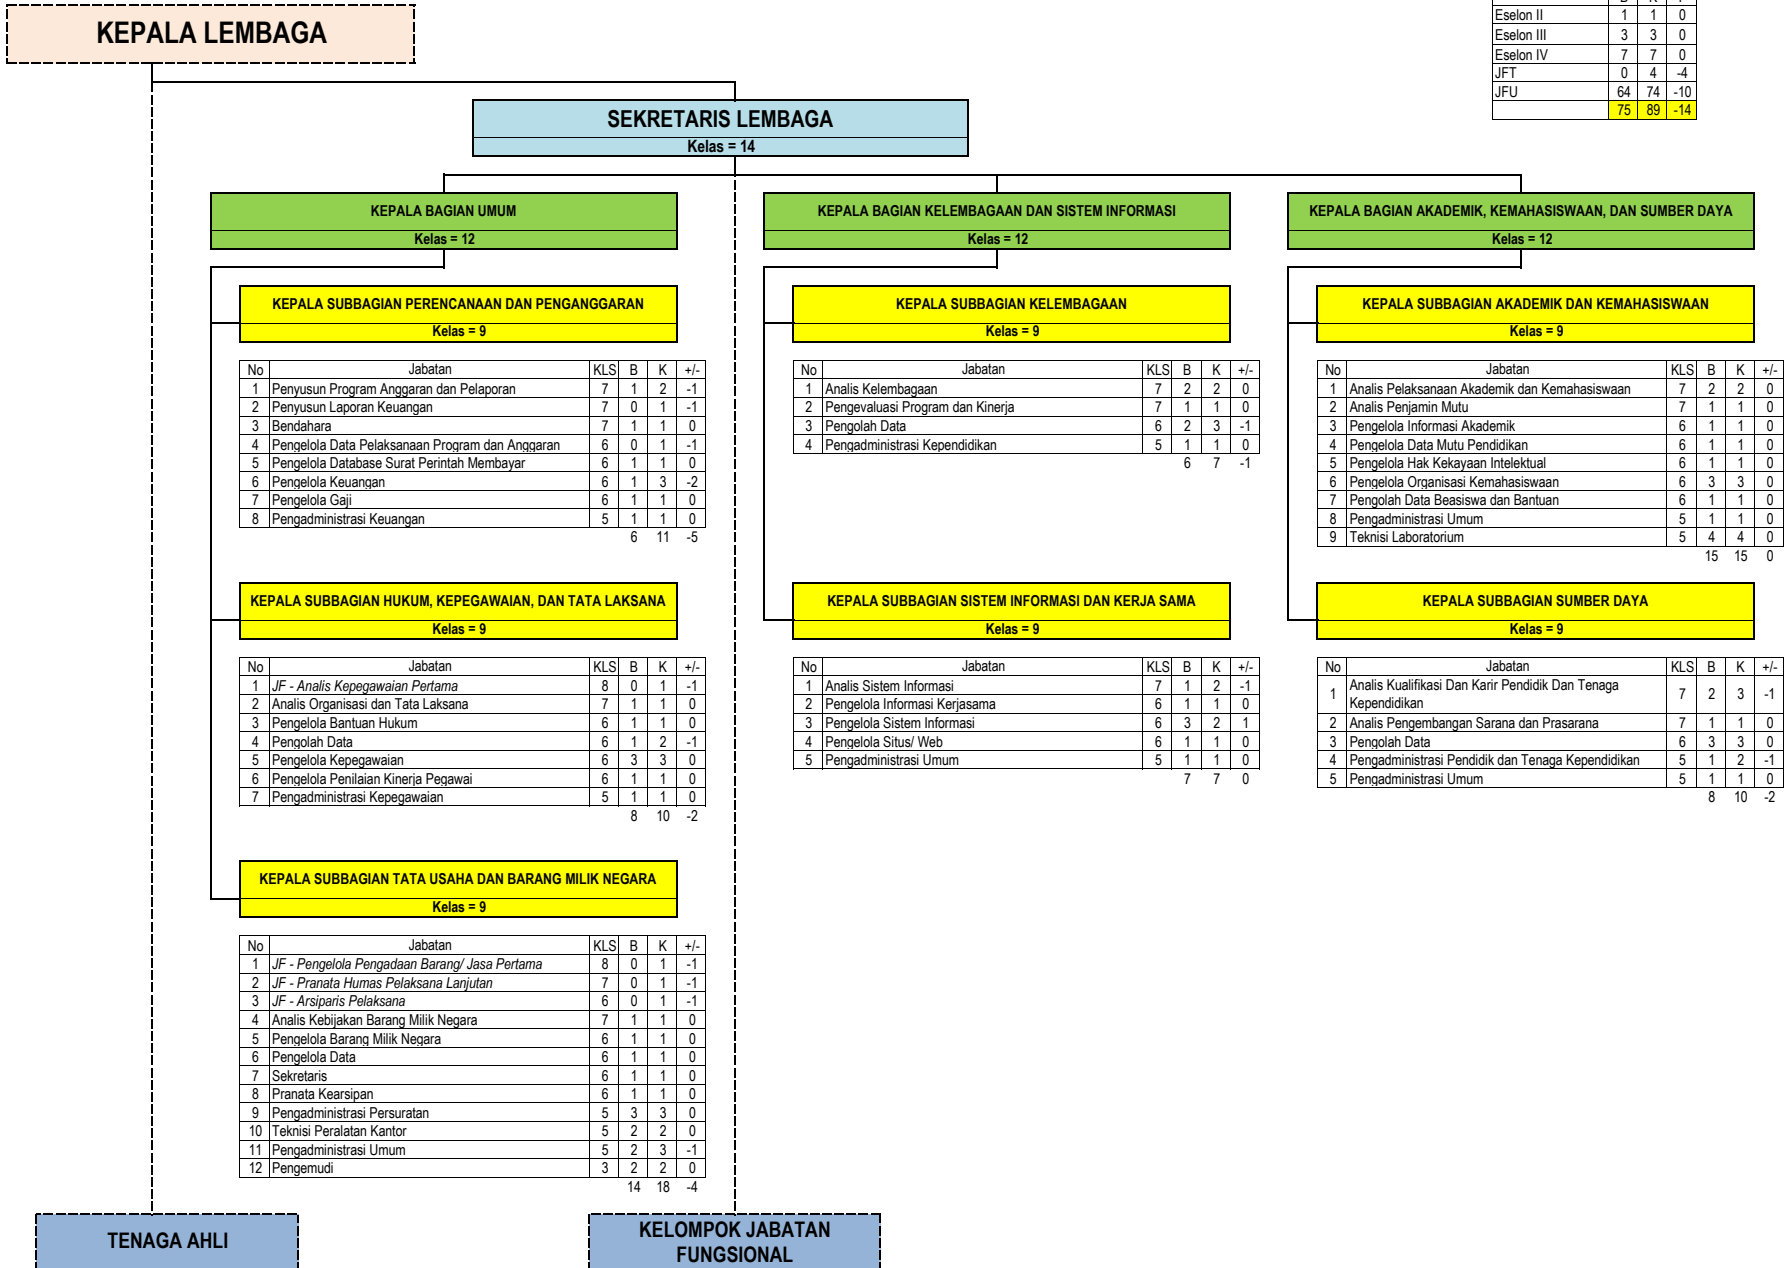 KEPALA LEMBAGA
B K +/-
Eselon II 1 1 0
Eselon III 3 3 0
Eselon IV 7 7 0
JFT 0 4 -4
JFU 64 74 -10
75 89 -14
SEKRETARIS LEMBAGA
Kelas = 14
KEPALA BAGIAN UMUM
Kelas = 12
KEPALA SUBBAGIAN PERENCANAAN DAN PENGANGGARAN
Kelas = 9
No Jabatan KLS B K +/-
1 Penyusun Program Anggaran dan Pelaporan 7 1 2 -1
2 Penyusun Laporan Keuangan 7 0 1 -1
3 Bendahara 7 1 1 0
4 Pengelola Data Pelaksanaan Program dan Anggaran 6 0 1 -1
5 Pengelola Database Surat Perintah Membayar 6 1 1 0
6 Pengelola Keuangan 6 1 3 -2
7 Pengelola Gaji 6 1 1 0
8 Pengadministrasi Keuangan 5 1 1 0
6 11 -5
KEPALA SUBBAGIAN HUKUM, KEPEGAWAIAN, DAN TATA LAKSANA
Kelas = 9
No Jabatan KLS B K +/-
1 JF - Analis Kepegawaian Pertama 8 0 1 -1
2 Analis Organisasi dan Tata Laksana 7 1 1 0
3 Pengelola Bantuan Hukum 6 1 1 0
4 Pengolah Data 6 1 2 -1
5 Pengelola Kepegawaian 6 3 3 0
6 Pengelola Penilaian Kinerja Pegawai 6 1 1 0
7 Pengadministrasi Kepegawaian 5 1 1 0
8 10 -2
KEPALA SUBBAGIAN TATA USAHA DAN BARANG MILIK NEGARA
Kelas = 9
No Jabatan KLS B K +/-
1 JF - Pengelola Pengadaan Barang/ Jasa Pertama 8 0 1 -1
2 JF - Pranata Humas Pelaksana Lanjutan 7 0 1 -1
3 JF - Arsiparis Pelaksana 6 0 1 -1
4 Analis Kebijakan Barang Milik Negara 7 1 1 0
5 Pengelola Barang Milik Negara 6 1 1 0
6 Pengelola Data 6 1 1 0
7 Sekretaris 6 1 1 0
8 Pranata Kearsipan 6 1 1 0
9 Pengadministrasi Persuratan 5 3 3 0
10 Teknisi Peralatan Kantor 5 2 2 0
11 Pengadministrasi Umum 5 2 3 -1
12 Pengemudi 3 2 2 0
14 18 -4
KEPALA BAGIAN KELEMBAGAAN DAN SISTEM INFORMASI
Kelas = 12
KEPALA SUBBAGIAN KELEMBAGAAN
Kelas = 9
No Jabatan KLS B K +/-
1 Analis Kelembagaan 7 2 2 0
2 Pengevaluasi Program dan Kinerja 7 1 1 0
3 Pengolah Data 6 2 3 -1
4 Pengadministrasi Kependidikan 5 1 1 0
6 7 -1
KEPALA SUBBAGIAN SISTEM INFORMASI DAN KERJA SAMA
Kelas = 9
No Jabatan KLS B K +/-
1 Analis Sistem Informasi 7 1 2 -1
2 Pengelola Informasi Kerjasama 6 1 1 0
3 Pengelola Sistem Informasi 6 3 2 1
4 Pengelola Situs/ Web 6 1 1 0
5 Pengadministrasi Umum 5 1 1 0
7 7 0
KEPALA BAGIAN AKADEMIK, KEMAHASISWAAN, DAN SUMBER DAYA
Kelas = 12
KEPALA SUBBAGIAN AKADEMIK DAN KEMAHASISWAAN
Kelas = 9
No Jabatan KLS B K +/-
1 Analis Pelaksanaan Akademik dan Kemahasiswaan 7 2 2 0
2 Analis Penjamin Mutu 7 1 1 0
3 Pengelola Informasi Akademik 6 1 1 0
4 Pengelola Data Mutu Pendidikan 6 1 1 0
5 Pengelola Hak Kekayaan Intelektual 6 1 1 0
6 Pengelola Organisasi Kemahasiswaan 6 3 3 0
7 Pengolah Data Beasiswa dan Bantuan 6 1 1 0
8 Pengadministrasi Umum 5 1 1 0
9 Teknisi Laboratorium 5 4 4 0
15 15 0
KEPALA SUBBAGIAN SUMBER DAYA
Kelas = 9
No Jabatan KLS B K +/-
1 Analis Kualifikasi Dan Karir Pendidik Dan Tenaga
Kependidikan 7 2 3 -1
2 Analis Pengembangan Sarana dan Prasarana 7 1 1 0
3 Pengolah Data 6 3 3 0
4 Pengadministrasi Pendidik dan Tenaga Kependidikan 5 1 2 -1
5 Pengadministrasi Umum 5 1 1 0
8 10 -2
TENAGA AHLI
KELOMPOK JABATAN
FUNGSIONAL